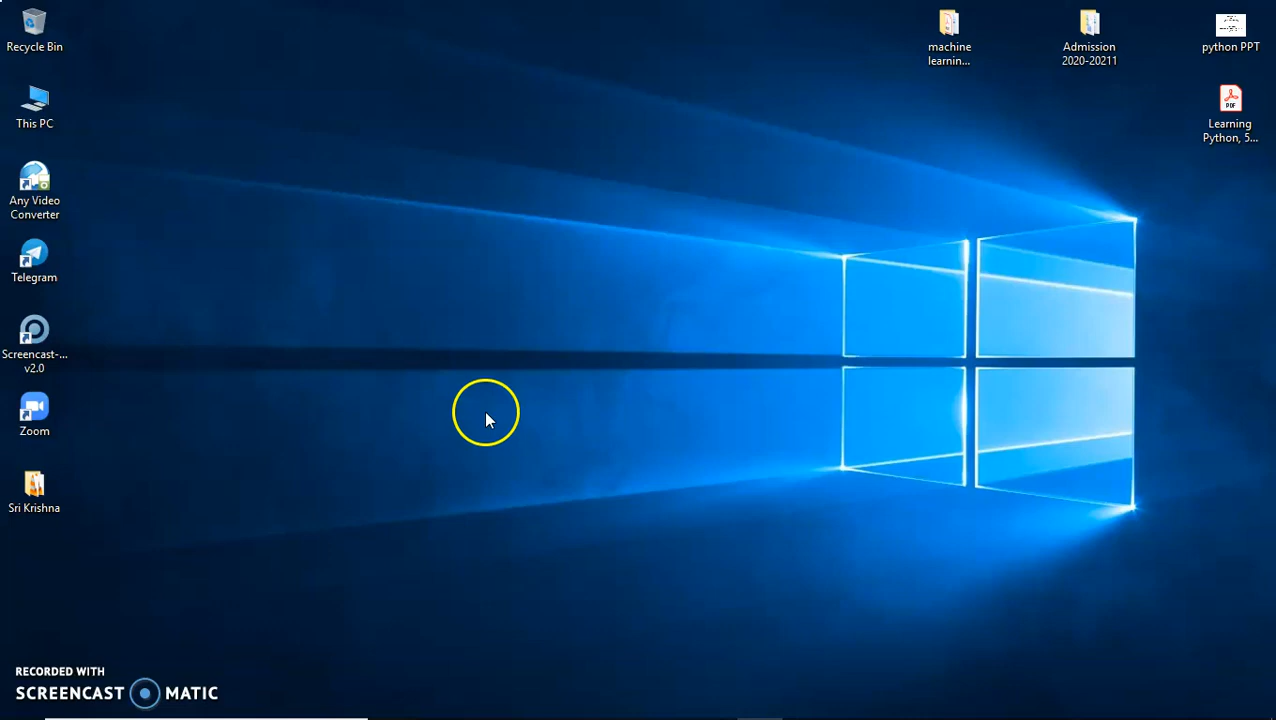 Recycle Bin
This PC
Any Video
Converter
Telegram
Screencast-...
v2.0
Zoom
Sri Krishna
machine
learnin...
Admission
2020-20211
python PPT
PDF
Learning
Python, 5...
RECORDED WITH
SCREENCAST MATIC